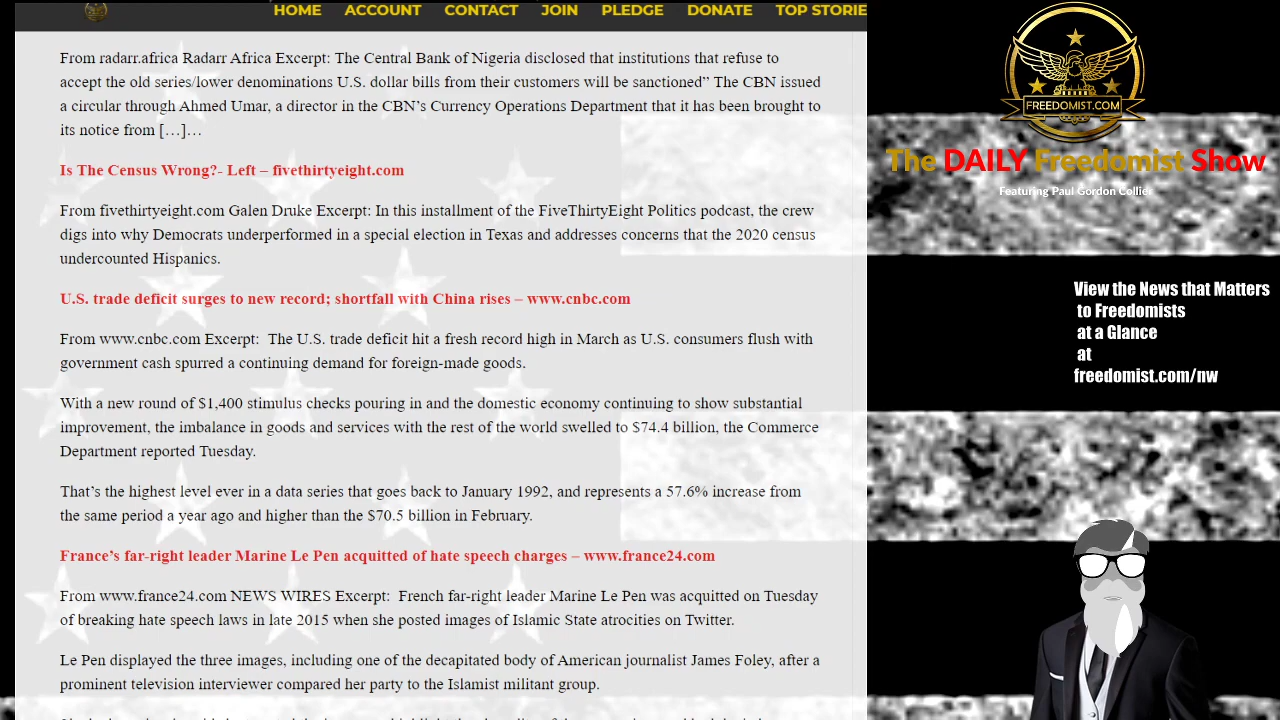 HOME ACCOUNT CONTACT JOIN PLEDGE DONATE TOP STORIE
From radarr.africa Radarr Africa Excerpt: The Central Bank of Nigeria disclosed that institutions that refuse to
accept the old series/lower denominations U.S. dollar bills from their customers will be sanctioned” The CBN issued
a circular through Ahmed Umar, a director in the CBN’s Currency Operations Department that it has been brought to
its notice from […]…
Is The Census Wrong?- Left – fivethirtyeight.com
From fivethirtyeight.com Galen Druke Excerpt: In this installment of the FiveThirtyEight Politics podcast, the crew
digs into why Democrats underperformed in a special election in Texas and addresses concerns that the 2020 census
undercounted Hispanics.
U.S. trade deficit surges to new record; shortfall with China rises – www.cnbc.com
From www.cnbc.com Excerpt:  The U.S. trade deficit hit a fresh record high in March as U.S. consumers flush with
government cash spurred a continuing demand for foreign-made goods.
With a new round of $1,400 stimulus checks pouring in and the domestic economy continuing to show substantial
improvement, the imbalance in goods and services with the rest of the world swelled to $74.4 billion, the Commerce
Department reported Tuesday.
That’s the highest level ever in a data series that goes back to January 1992, and represents a 57.6% increase from
the same period a year ago and higher than the $70.5 billion in February.
France’s far-right leader Marine Le Pen acquitted of hate speech charges – www.france24.com
From www.france24.com NEWS WIRES Excerpt:  French far-right leader Marine Le Pen was acquitted on Tuesday
of breaking hate speech laws in late 2015 when she posted images of Islamic State atrocities on Twitter.
Le Pen displayed the three images, including one of the decapitated body of American journalist James Foley, after a
prominent television interviewer compared her party to the Islamist militant group.
FREEDOMIST.COM
The DAILY Freedomist Show
Featuring Paul Gordon Collier
View the News that Matters
to Freedomists
at a Glance
at
freedomist.com/nw